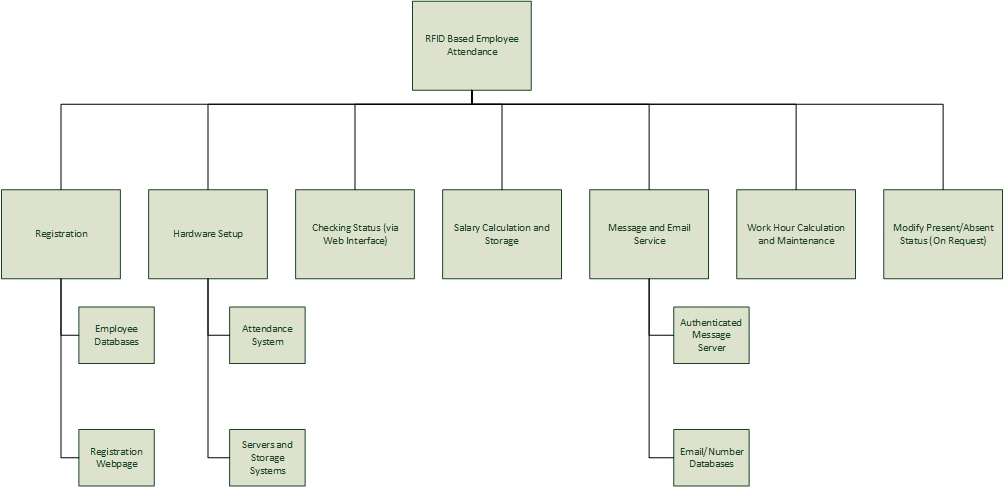 RFID Based Employee
Attendance
Registration
Hardware Setup
Checking Status (via
Web Interface)
Salary Calculation and
Storage
Message and Email
Service
Work Hour Calculation
and Maintenance
Modify Present/Absent
Status (On Request)
Employee
Databases
Attendance
System
Authenticated
Message
Server
Registration
Webpage
Servers and
Storage
Systems
Email/Number
Databases